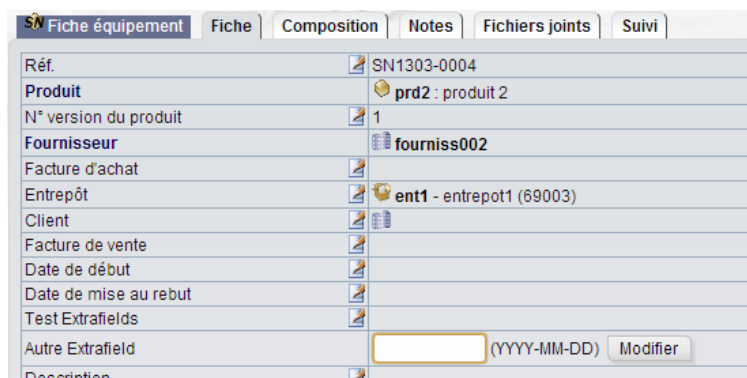 SN Fiche équipement Fiche Composition Notes Fichiers joints Suivi
Réf. SN1303-0004
Produit prd2 : produit 2
N° version du produit 1
Fournisseur fourniss002
Facture d'achat
Entrepôt ent1 - entrepot1 (69003)
Client
Facture de vente
Date de début
Date de mise au rebut
Test Extrafields
Autre Extrafield (YYYY-MM-DD) Modifier
Description